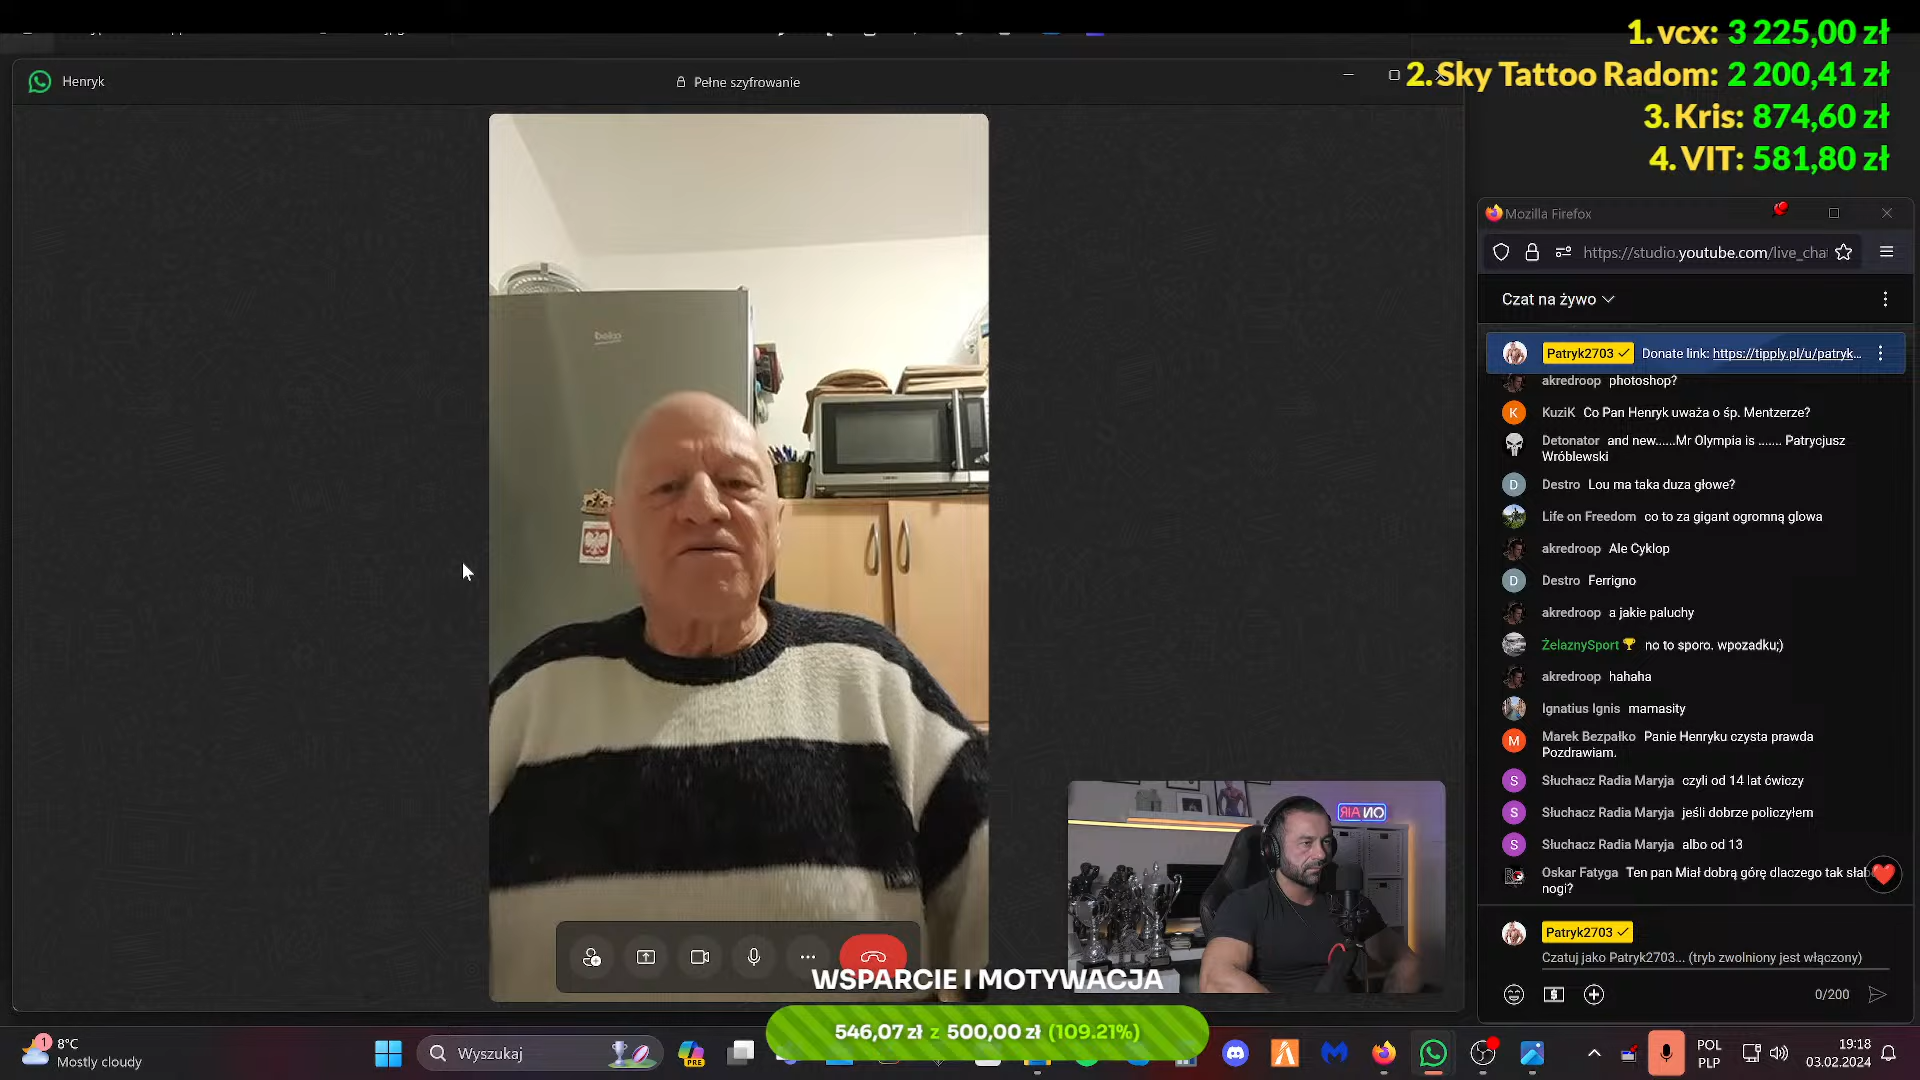 1. vcx: 3 225,00 zł
2. Sky Tattoo Radom: 2 200,41 zł
3. Kris: 874,60 zł
4. VIT: 581,80 zł
Henryk
Pełne szyfrowanie
beko
Mozilla Firefox
https://studio.youtube.com/live_cha
Czat na żywo
Patryk2703 Donate link: https://tipply.pl/u/patryk...
akredroop photoshop?
K KuziK Co Pan Henryk uważa o śp. Mentzerze?
Detonator and new......Mr Olympia is ....... Patrycjusz
Wróblewski
D Destro Lou ma taka duza głowe?
Life on Freedom co to za gigant ogromną glowa
akredroop Ale Cyklop
D Destro Ferrigno
akredroop a jakie paluchy
ŻelaznySport no to sporo. wpozadku;)
akredroop hahaha
Ignatius Ignis mamasity
M Marek Bezpałko Panie Henryku czysta prawda
Pozdrawiam.
S Słuchacz Radia Maryja czyli od 14 lat ćwiczy
S Słuchacz Radia Maryja jeśli dobrze policzyłem
S Słuchacz Radia Maryja albo od 13
Oskar Fatyga Ten pan Miał dobrą górę dlaczego tak słab
nogi?
Patryk2703
Czatuj jako Patryk2703... (tryb zwolniony jest włączony)
0/200
ON AIR
WSPARCIE I MOTYWACJA
546,07 zł z 500,00 zł (109.21%)
1
8°C
Mostly cloudy
Wyszukaj
PRE
POL
PLP
19:18
03.02.2024